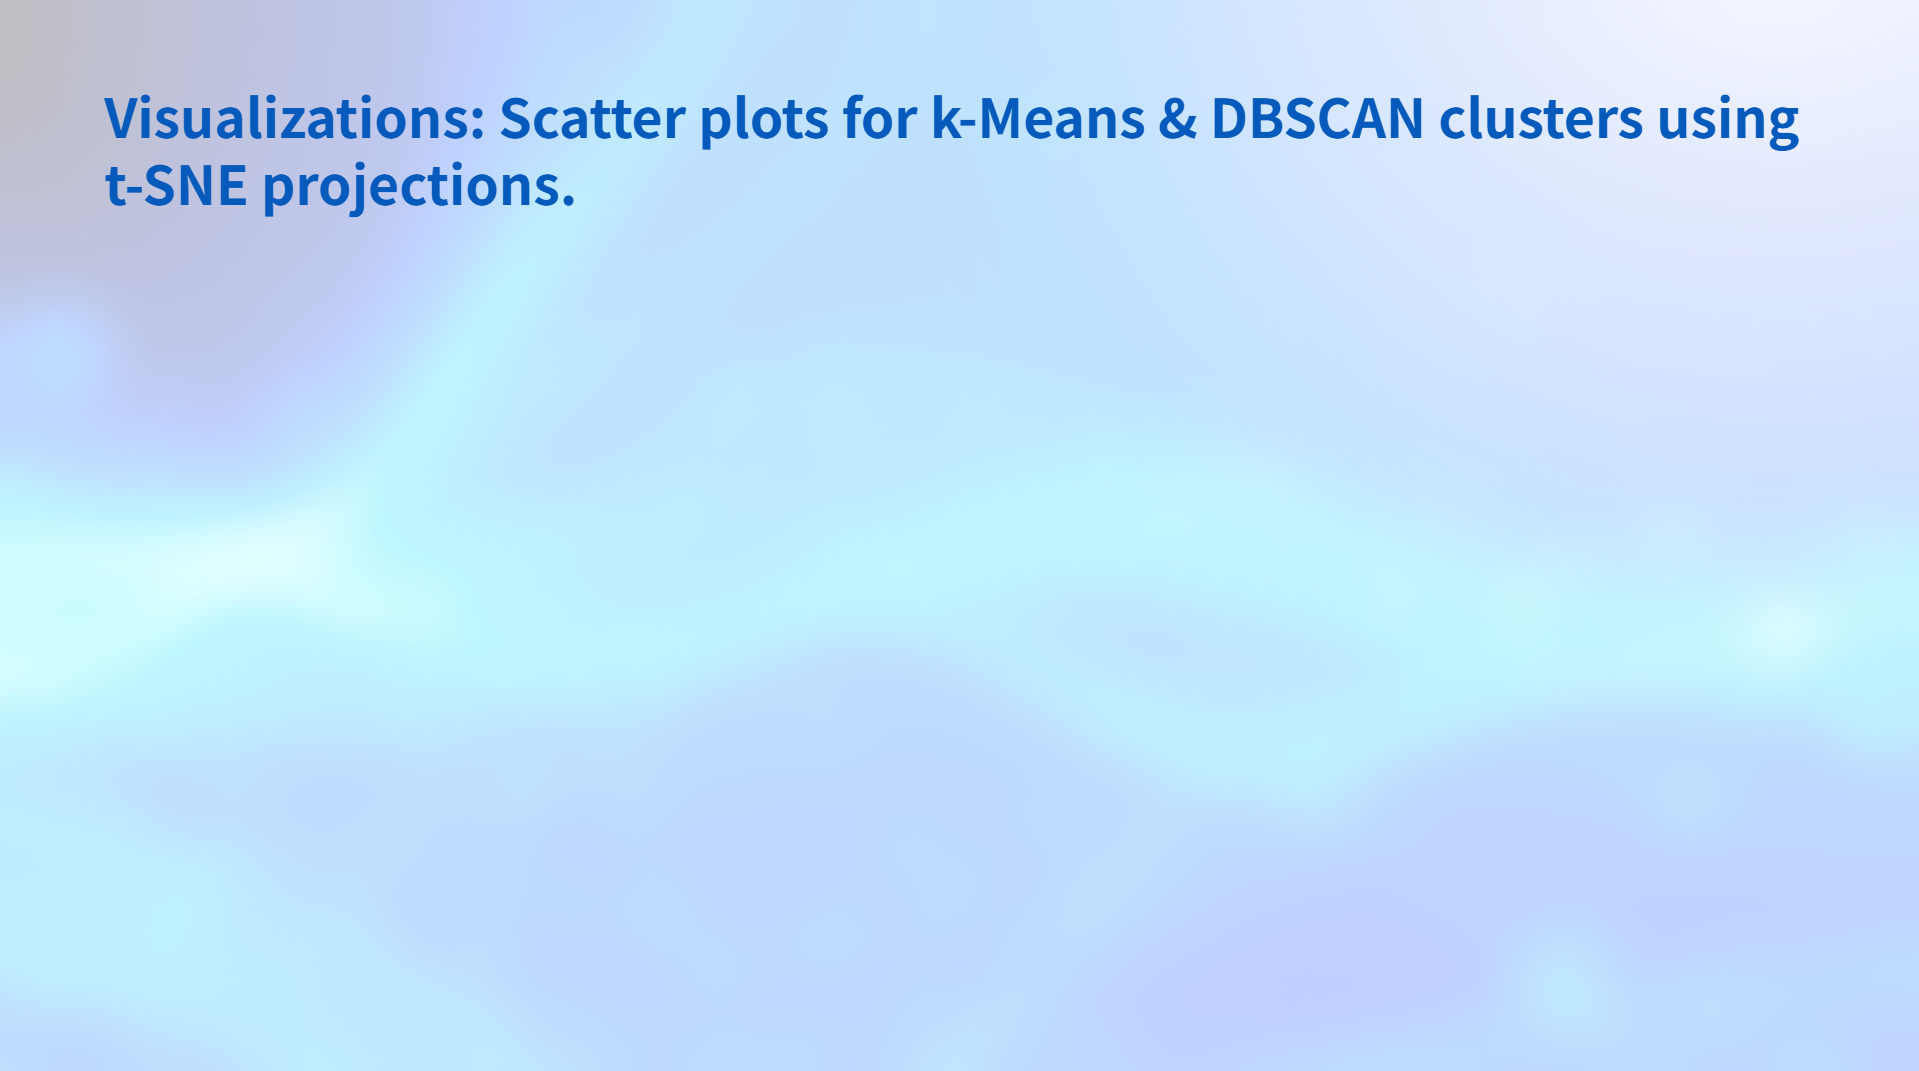 Visualizations: Scatter plots for k-Means & DBSCAN clusters using
t-SNE projections.